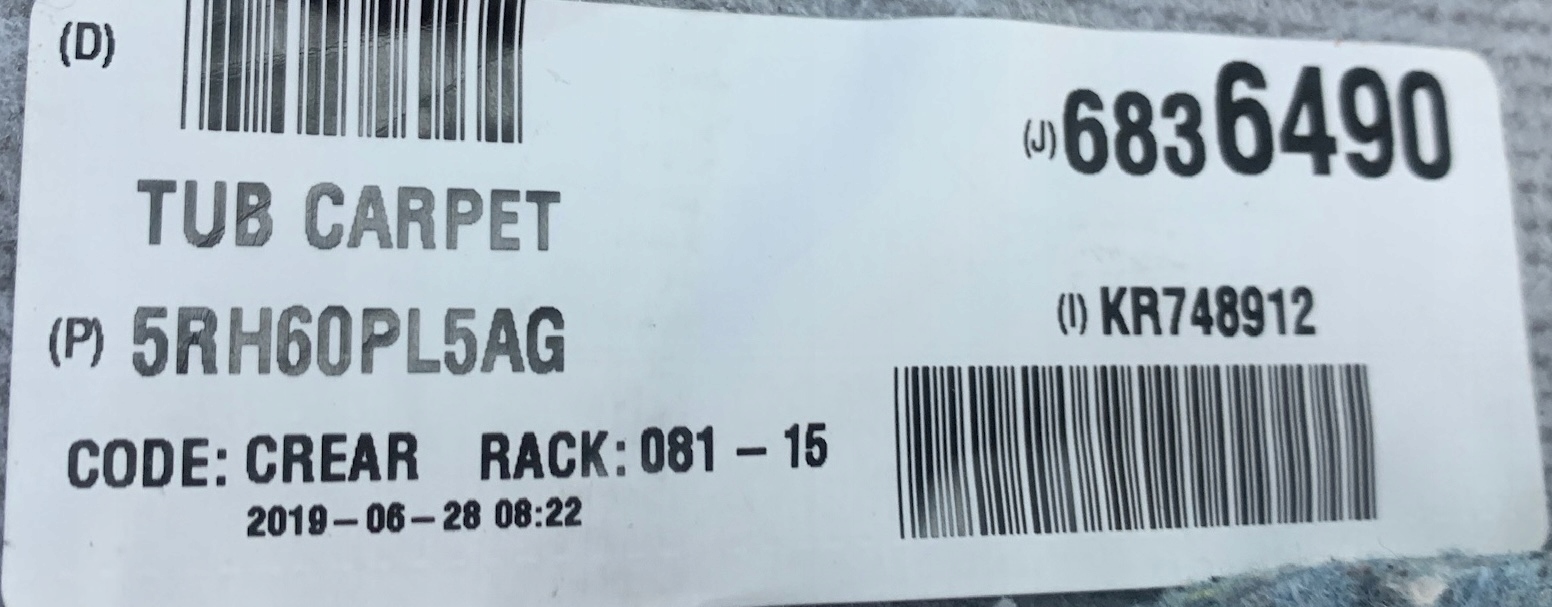 (D)
(J) 6836490
TUB CARPET
(P) 5RH60PL5AG
(I) KR748912
CODE: CREAR RACK: 081 – 15
2019–06–28 08:22